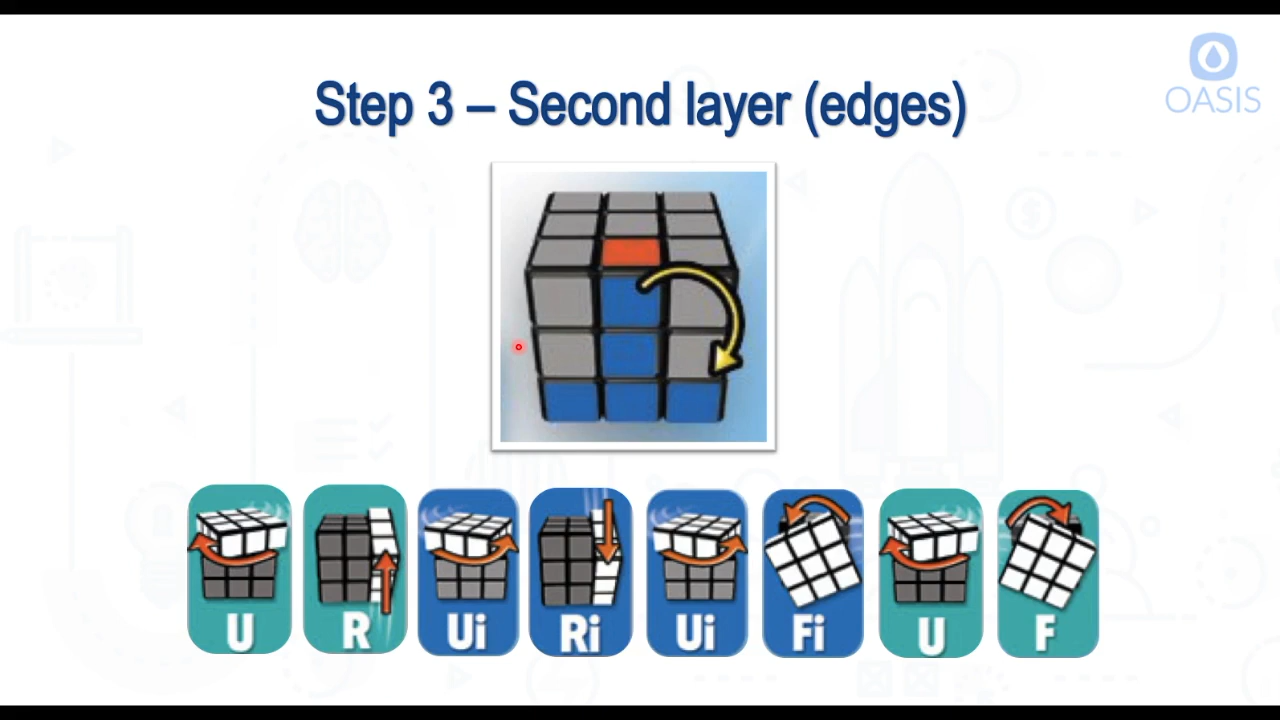 OASIS
Step 3 – Second layer (edges)
U R Ui Ri Ui Fi U F